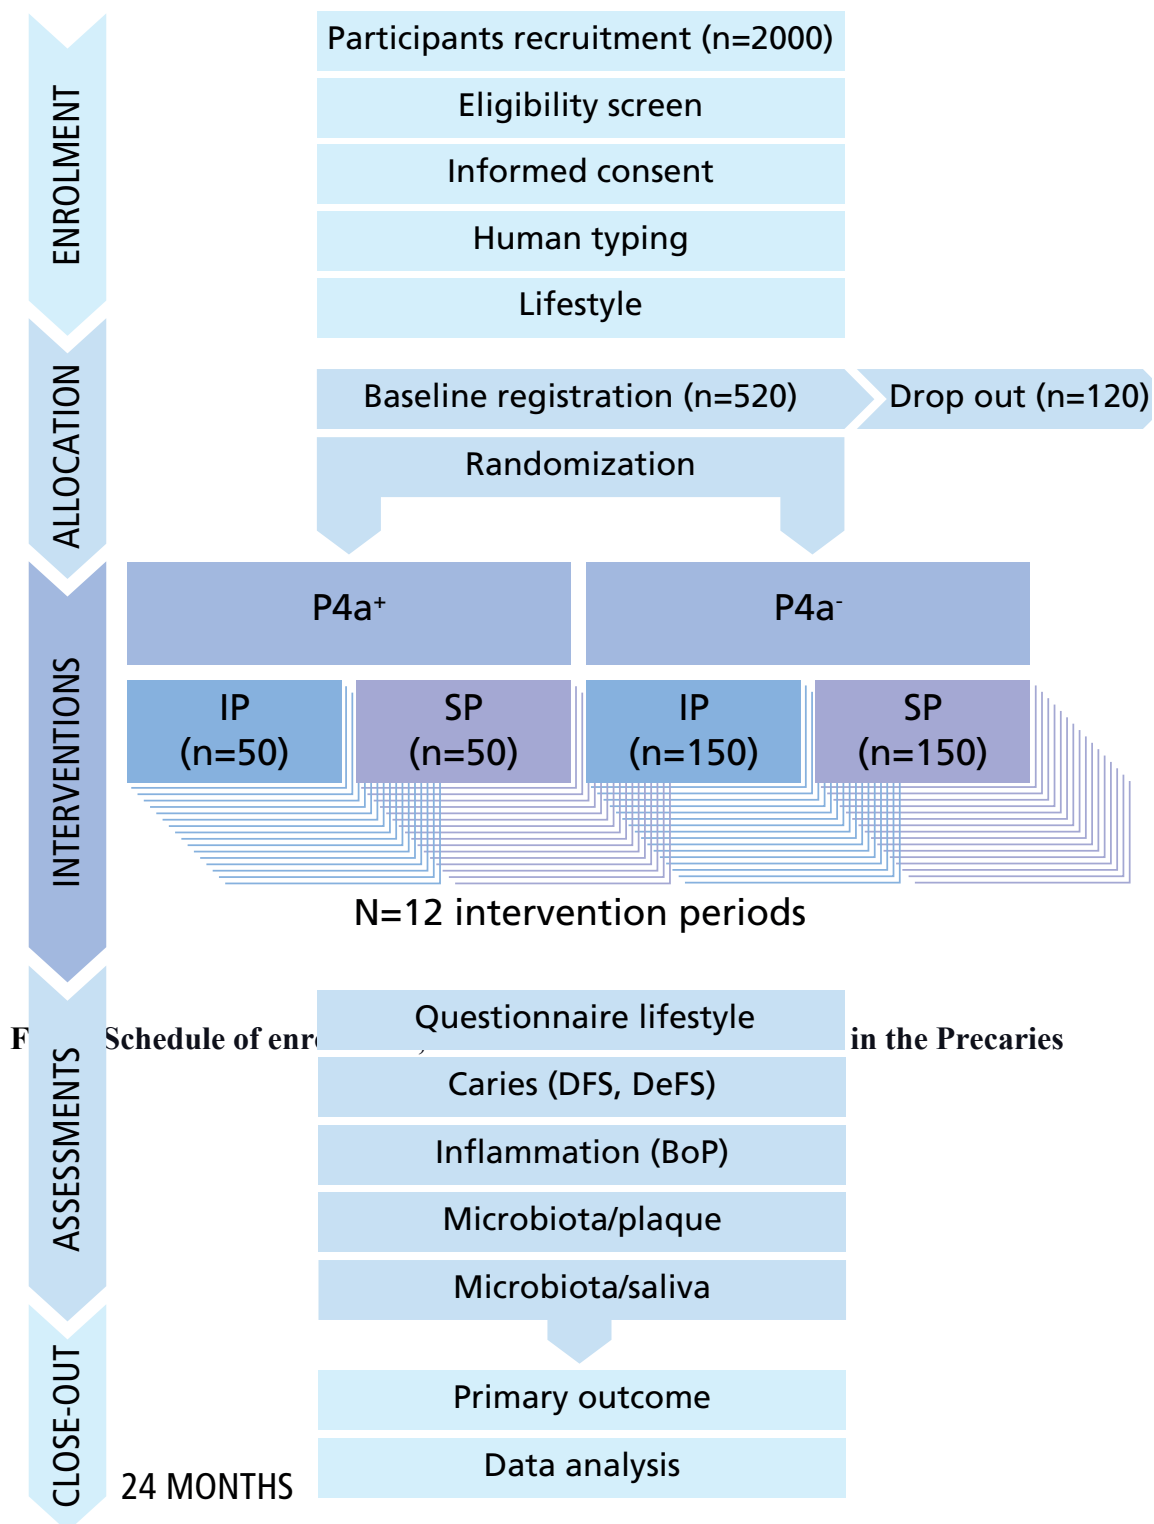 ENROLMENT
Participants recruitment (n=2000)
Eligibility screen
Informed consent
Human typing
Lifestyle
ALLOCATION
Baseline registration (n=520)
Drop out (n=120)
Randomization
INTERVENTIONS
P4a⁺
P4a⁻
IP
(n=50)
SP
(n=50)
IP
(n=150)
SP
(n=150)
N=12 intervention periods
ASSESSMENTS
Questionnaire lifestyle
Schedule of in the Precaries
Caries (DFS, DeFS)
Inflammation (BoP)
Microbiota/plaque
Microbiota/saliva
CLOSE-OUT
Primary outcome
Data analysis
24 MONTHS